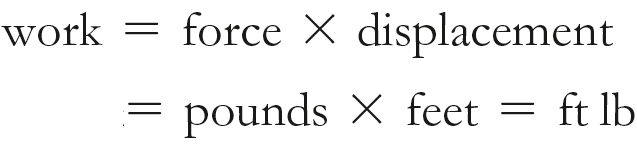 work = force × displacement
= pounds × feet = ft lb